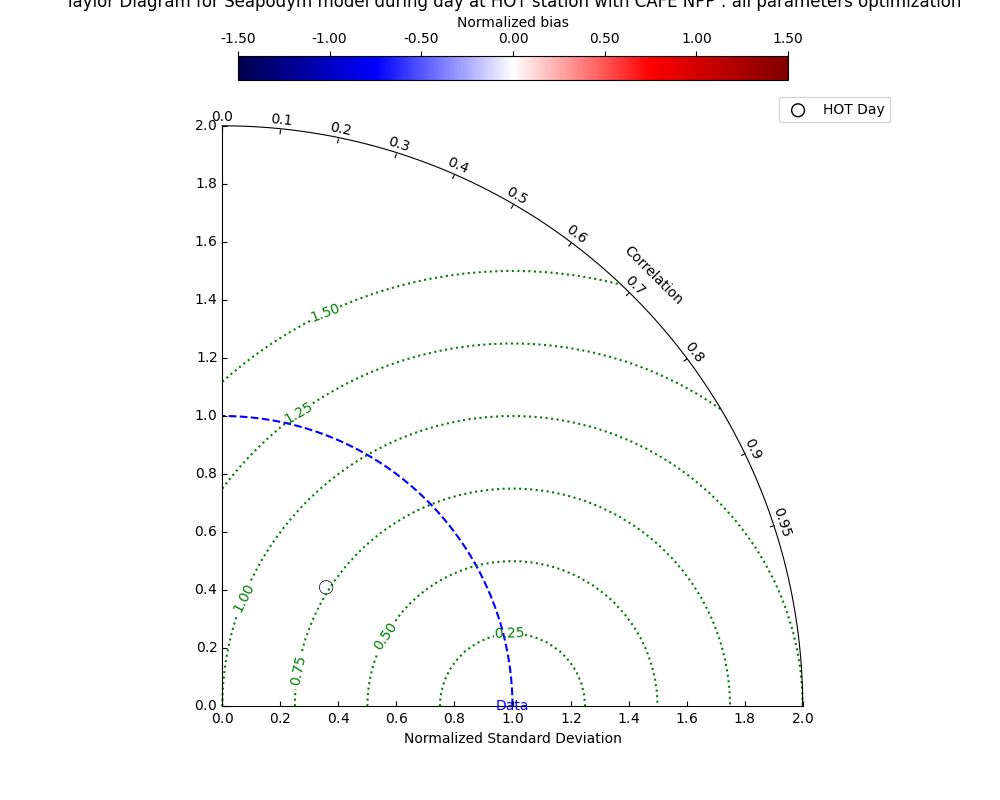 Taylor Diagram for Seapodym model during day at HOT station with CAFE NPP : all parameters optimization
Normalized bias
-1.50 -1.00 -0.50 0.00 0.50 1.00 1.50
HOT Day
0.0 0.1 0.2 0.3 0.4 0.5 0.6 0.7 0.8 0.9 0.95
Correlation
2.0
1.8
1.6
1.4
1.2
1.0
0.8
0.6
0.4
0.2
0.0
1.50
1.25
1.00
0.75
0.50
0.25
Data
0.0 0.2 0.4 0.6 0.8 1.0 1.2 1.4 1.6 1.8 2.0
Normalized Standard Deviation